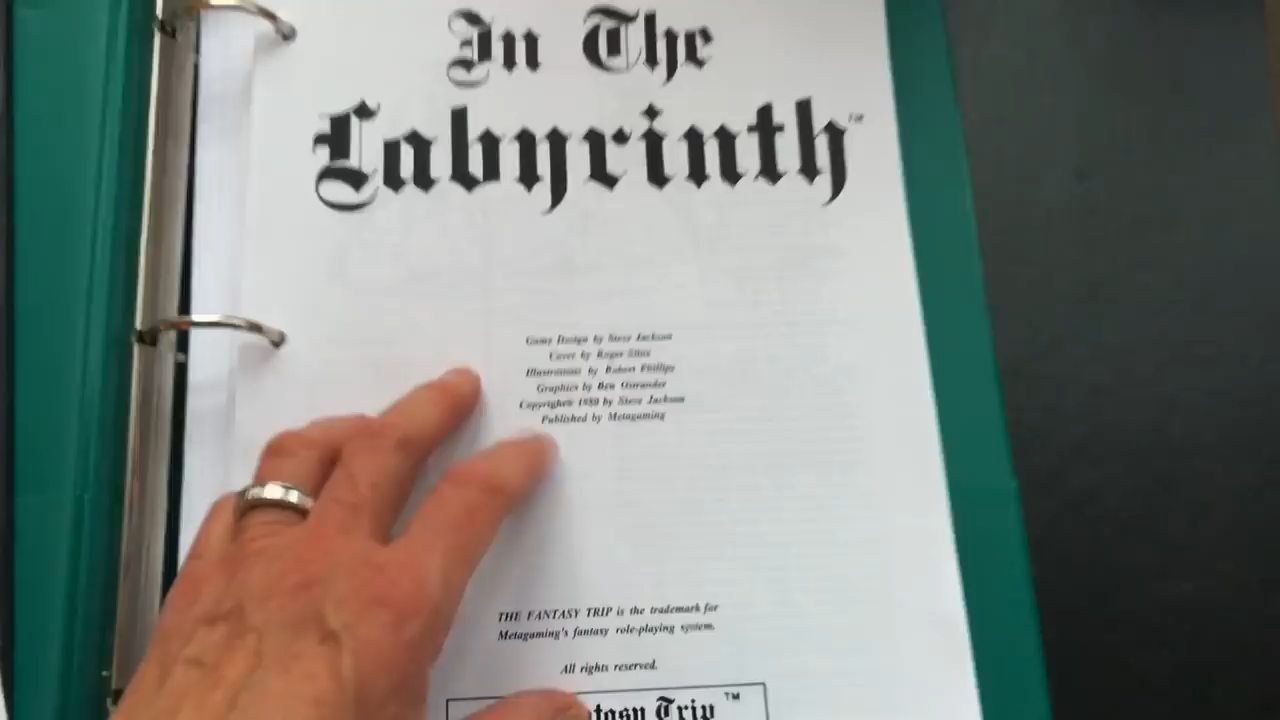 In The
Labyrinth™
Game Design by Steve Jackson
Cover by Roger
Illustrations by Robert Phillips
Graphics by Ben Ostrander
Copyright© 1980 by Steve Jackson
Published by Metagaming
THE FANTASY TRIP is the trademark for
Metagaming's fantasy role-playing system.
All rights reserved.
tasy Trip™